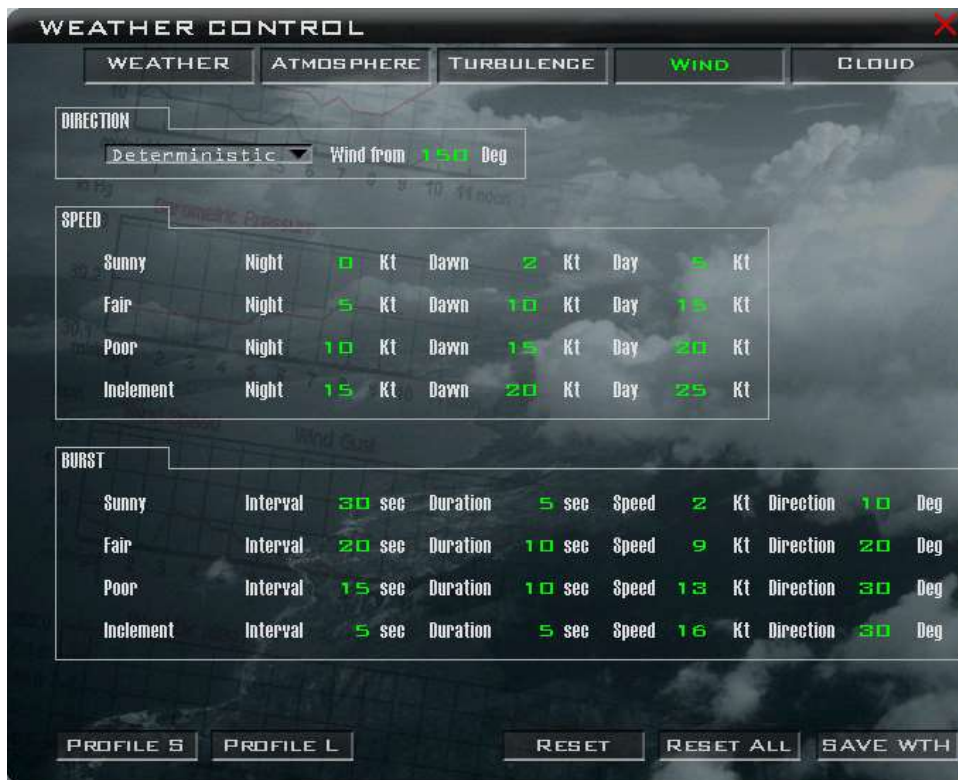 WEATHER CONTROL
WEATHER ATMOSPHERE TURBULENCE WIND CLOUD
DIRECTION
Deterministic Wind from 150 Deg
SPEED
Sunny Night 0 Kt Dawn 2 Kt Day 5 Kt
Fair Night 5 Kt Dawn 10 Kt Day 15 Kt
Poor Night 10 Kt Dawn 15 Kt Day 20 Kt
Inclement Night 15 Kt Dawn 20 Kt Day 25 Kt
BURST
Sunny Interval 30 sec Duration 5 sec Speed 2 Kt Direction 10 Deg
Fair Interval 20 sec Duration 10 sec Speed 9 Kt Direction 20 Deg
Poor Interval 15 sec Duration 10 sec Speed 13 Kt Direction 30 Deg
Inclement Interval 5 sec Duration 5 sec Speed 16 Kt Direction 30 Deg
PROFILE S PROFILE L RESET RESET ALL SAVE WTH